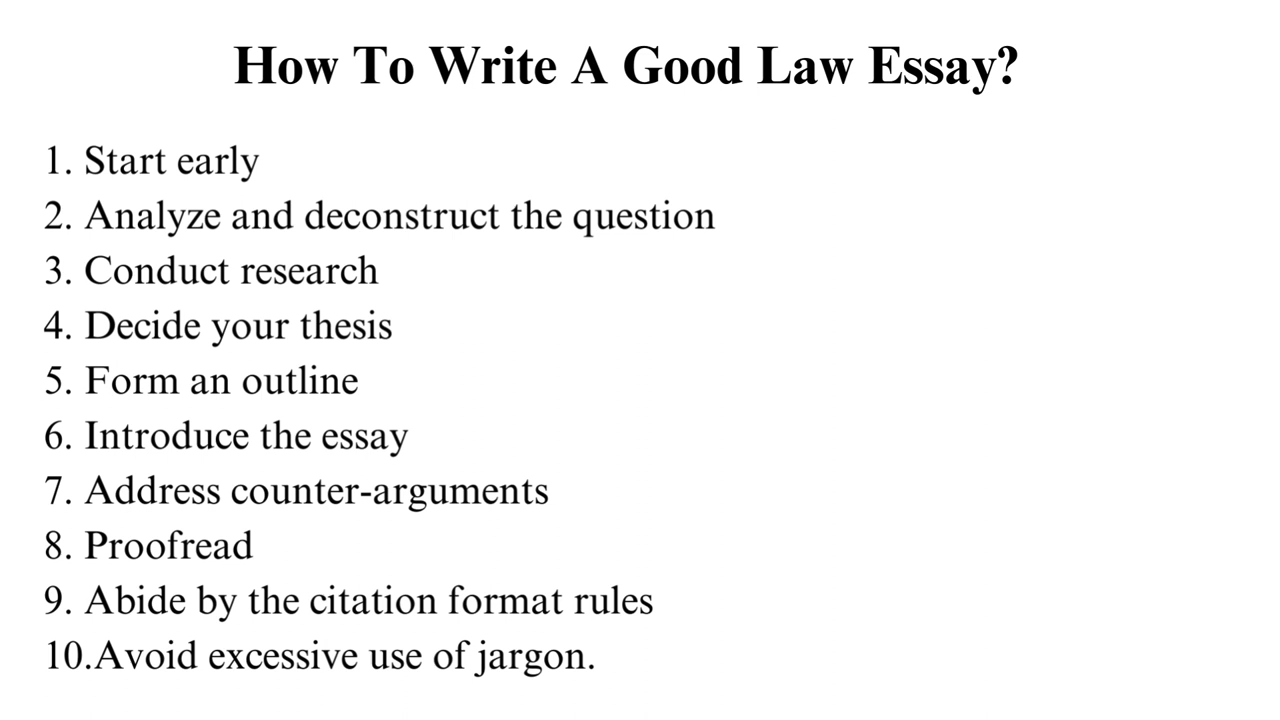 How To Write A Good Law Essay?
1. Start early
2. Analyze and deconstruct the question
3. Conduct research
4. Decide your thesis
5. Form an outline
6. Introduce the essay
7. Address counter-arguments
8. Proofread
9. Abide by the citation format rules
10.Avoid excessive use of jargon.